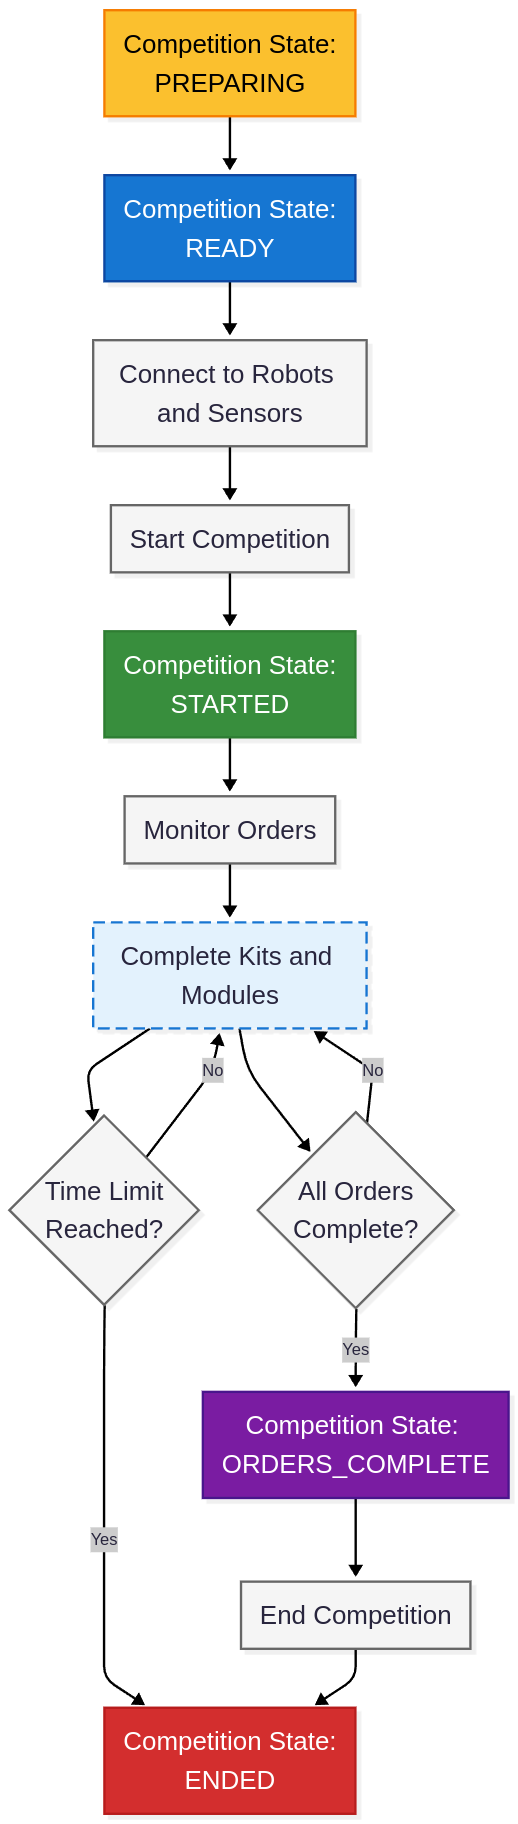 Competition State:
PREPARING
Competition State:
READY
Connect to Robots
and Sensors
Start Competition
Competition State:
STARTED
Monitor Orders
Complete Kits and
Modules
No
No
Time Limit
Reached?
All Orders
Complete?
Yes
Competition State:
ORDERS_COMPLETE
Yes
End Competition
Competition State:
ENDED